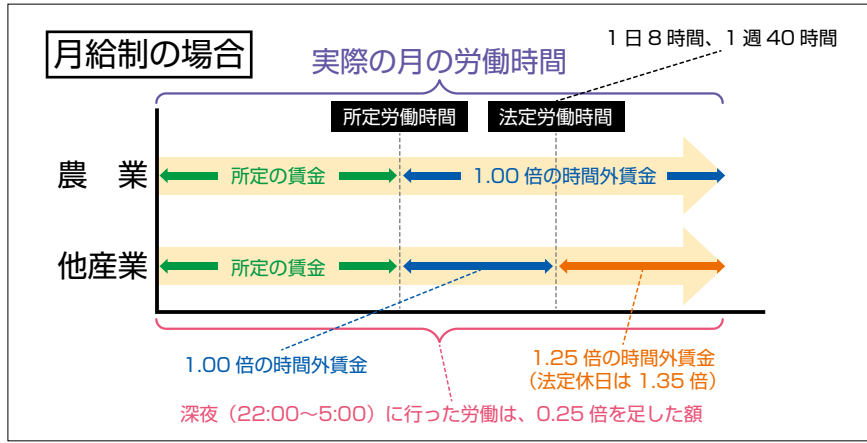 月給制の場合
1日8時間、1週40時間
実際の月の労働時間
所定労働時間
法定労働時間
農 業
所定の賃金
1.00倍の時間外賃金
他産業
所定の賃金
1.00倍の時間外賃金
1.25倍の時間外賃金
(法定休日は1.35倍)
深夜(22:00〜5:00)に行った労働は、0.25倍を足した額